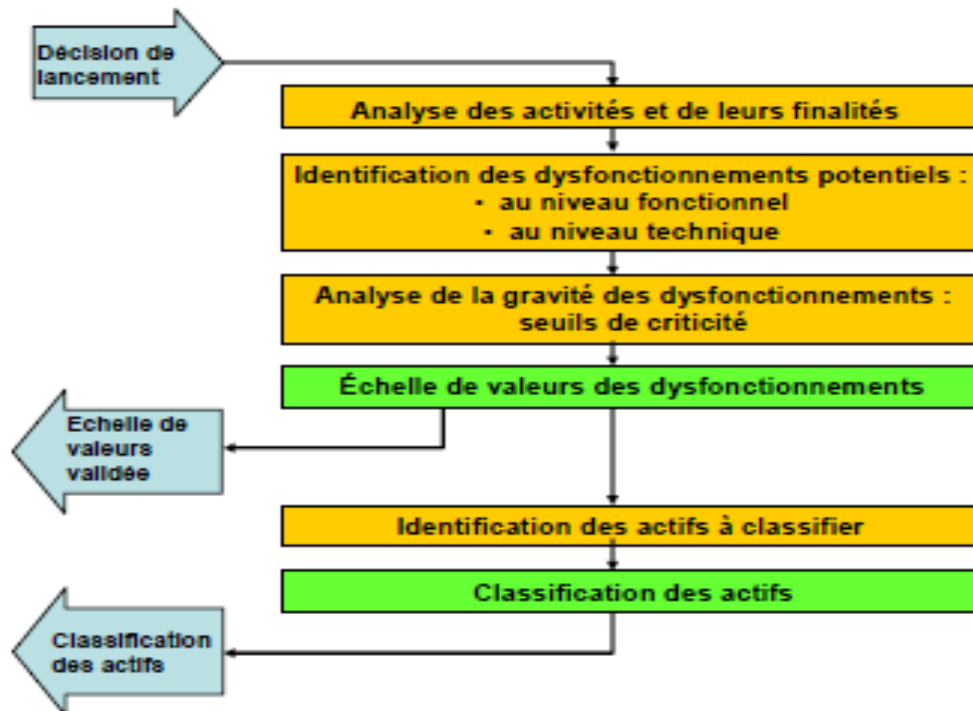 Décision de
lancement
Analyse des activités et de leurs finalités
Identification des dysfonctionnements potentiels :
• au niveau fonctionnel
• au niveau technique
Analyse de la gravité des dysfonctionnements :
seuils de criticité
Échelle de valeurs des dysfonctionnements
Echelle de
valeurs
validée
Identification des actifs à classifier
Classification des actifs
Classification
des actifs